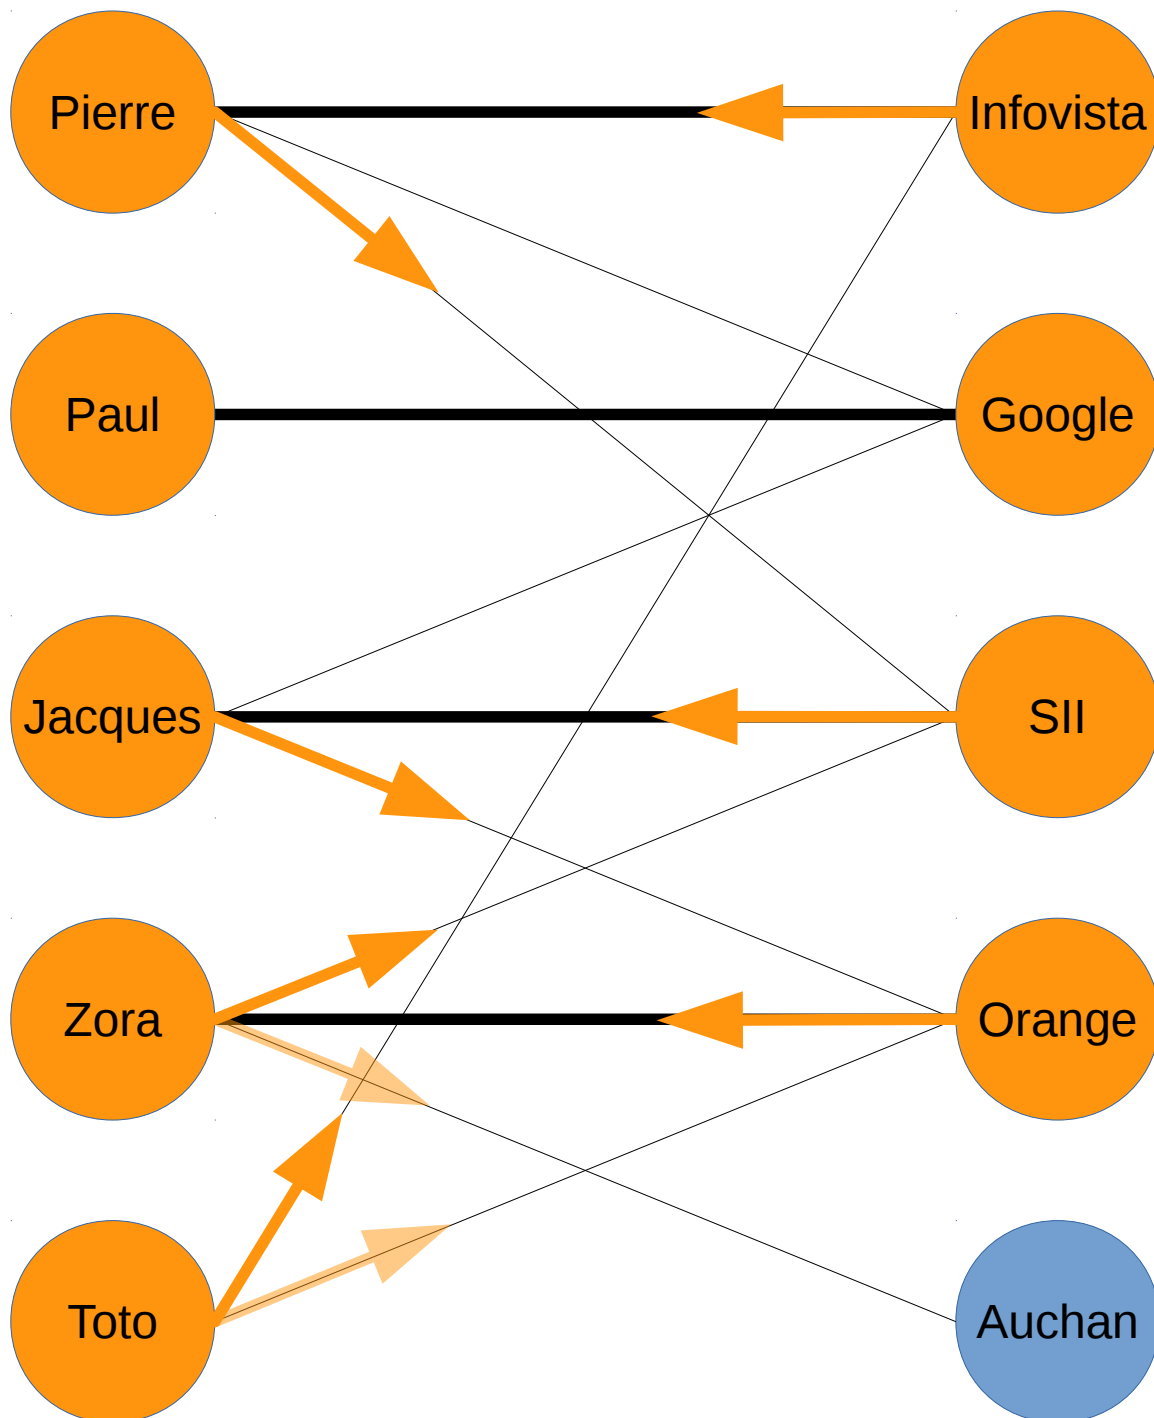 Pierre
Infovista
Paul
Google
Jacques
SII
Zora
Orange
Toto
Auchan